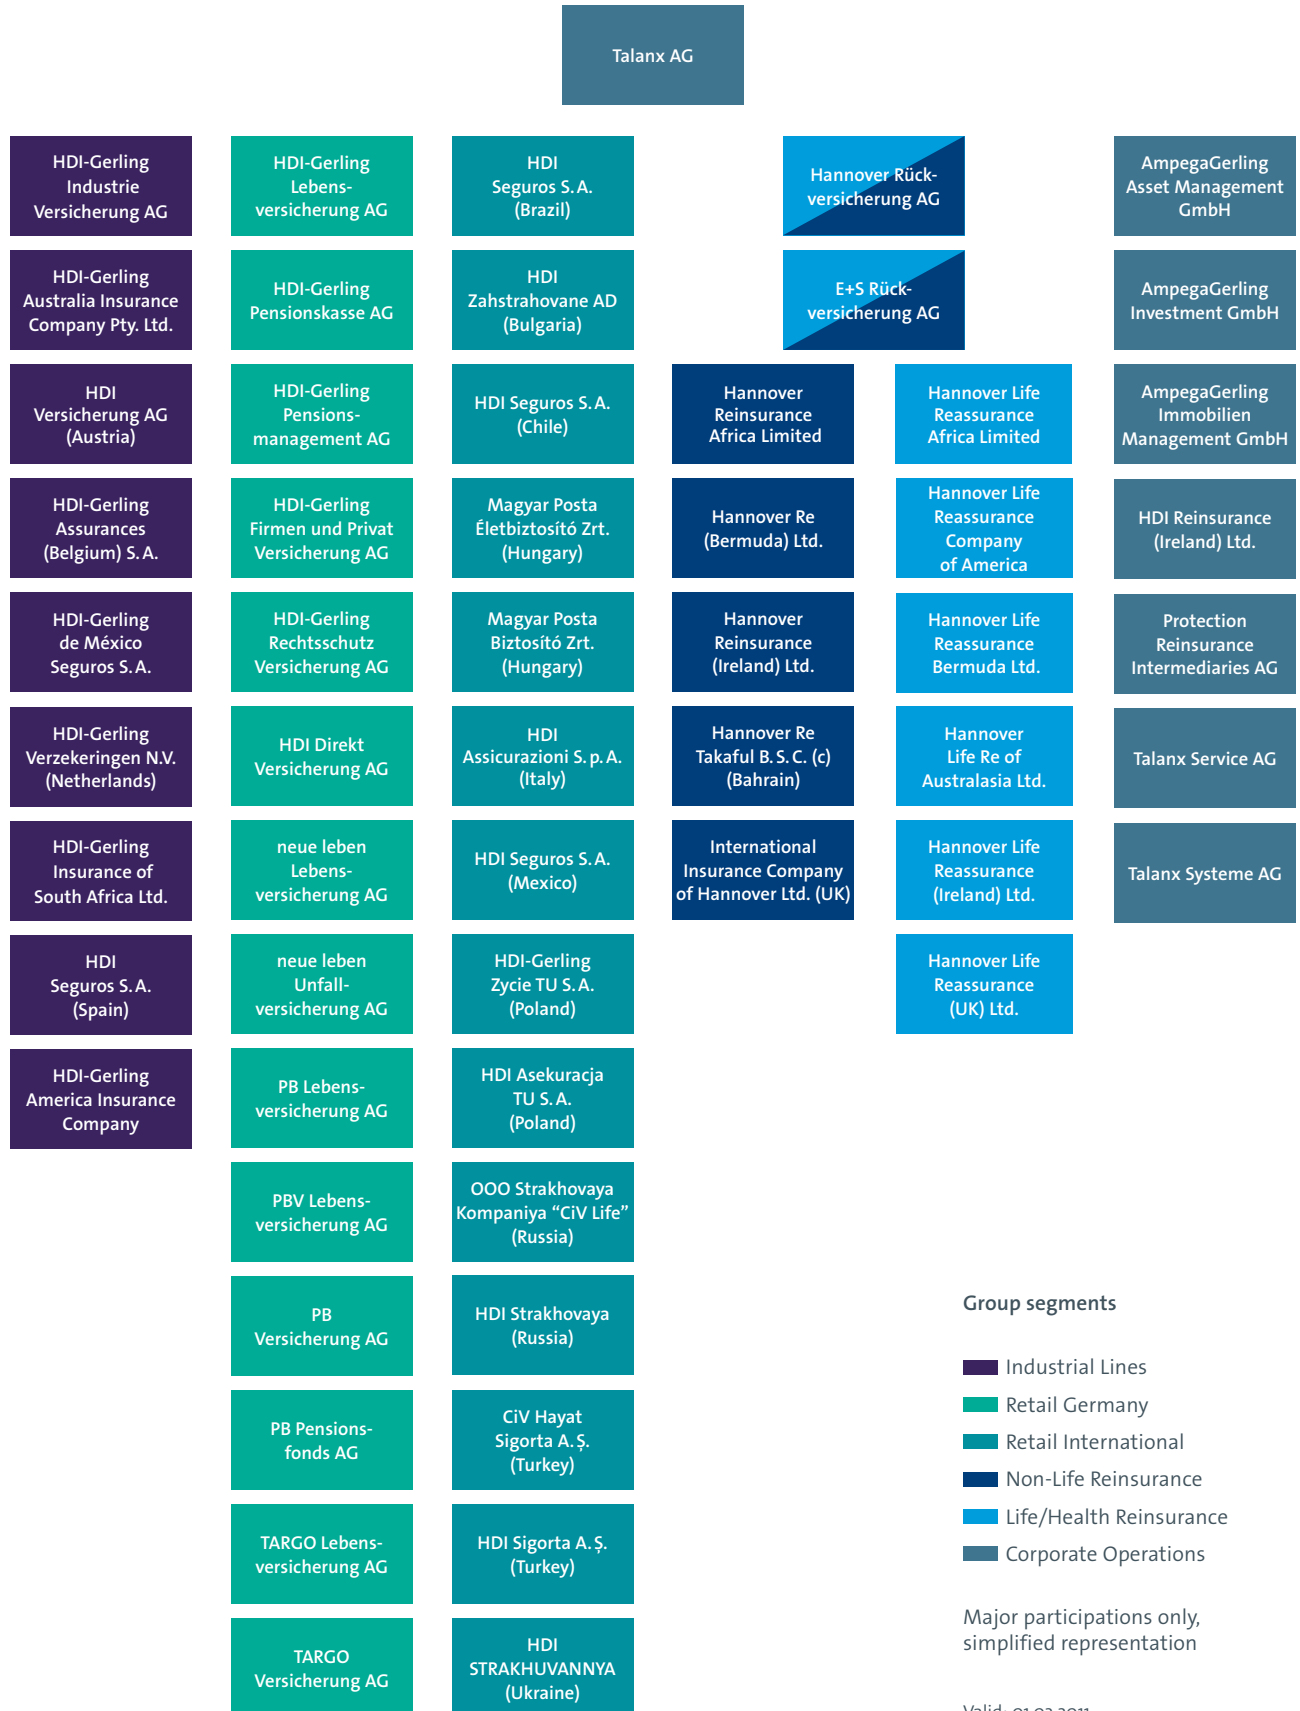 Talanx AG
HDI-Gerling
Industrie
Versicherung AG
HDI-Gerling
Australia Insurance
Company Pty. Ltd.
HDI
Versicherung AG
(Austria)
HDI-Gerling
Assurances
(Belgium) S. A.
HDI-Gerling
de México
Seguros S. A.
HDI-Gerling
Verzekeringen N.V.
(Netherlands)
HDI-Gerling
Insurance of
South Africa Ltd.
HDI
Seguros S. A.
(Spain)
HDI-Gerling
America Insurance
Company
HDI-Gerling
Lebens-
versicherung AG
HDI-Gerling
Pensionskasse AG
HDI-Gerling
Pensions-
management AG
HDI-Gerling
Firmen und Privat
Versicherung AG
HDI-Gerling
Rechtsschutz
Versicherung AG
HDI Direkt
Versicherung AG
neue leben
Lebens-
versicherung AG
neue leben
Unfall-
versicherung AG
PB Lebens-
versicherung AG
PBV Lebens-
versicherung AG
PB
Versicherung AG
PB Pensions-
fonds AG
TARGO Lebens-
versicherung AG
TARGO
Versicherung AG
HDI
Seguros S. A.
(Brazil)
HDI
Zahstrahovane AD
(Bulgaria)
HDI Seguros S. A.
(Chile)
Magyar Posta
Életbiztosító Zrt.
(Hungary)
Magyar Posta
Biztosító Zrt.
(Hungary)
HDI
Assicurazioni S. p. A.
(Italy)
HDI Seguros S. A.
(Mexico)
HDI-Gerling
Zycie TU S. A.
(Poland)
HDI Asekuracja
TU S. A.
(Poland)
OOO Strakhovaya
Kompaniya “CiV Life”
(Russia)
HDI Strakhovaya
(Russia)
CiV Hayat
Sigorta A. Ş.
(Turkey)
HDI Sigorta A. Ş.
(Turkey)
HDI
STRAKHUVANNYA
(Ukraine)
Hannover Rück-
versicherung AG
E+S Rück-
versicherung AG
Hannover
Reinsurance
Africa Limited
Hannover Re
(Bermuda) Ltd.
Hannover
Reinsurance
(Ireland) Ltd.
Hannover Re
Takaful B. S. C. (c)
(Bahrain)
International
Insurance Company
of Hannover Ltd. (UK)
Hannover Life
Reassurance
Africa Limited
Hannover Life
Reassurance
Company
of America
Hannover Life
Reassurance
Bermuda Ltd.
Hannover
Life Re of
Australasia Ltd.
Hannover Life
Reassurance
(Ireland) Ltd.
Hannover Life
Reassurance
(UK) Ltd.
AmpegaGerling
Asset Management
GmbH
AmpegaGerling
Investment GmbH
AmpegaGerling
Immobilien
Management GmbH
HDI Reinsurance
(Ireland) Ltd.
Protection
Reinsurance
Intermediaries AG
Talanx Service AG
Talanx Systeme AG
Group segments
Industrial Lines
Retail Germany
Retail International
Non-Life Reinsurance
Life/Health Reinsurance
Corporate Operations
Major participations only,
simplified representation